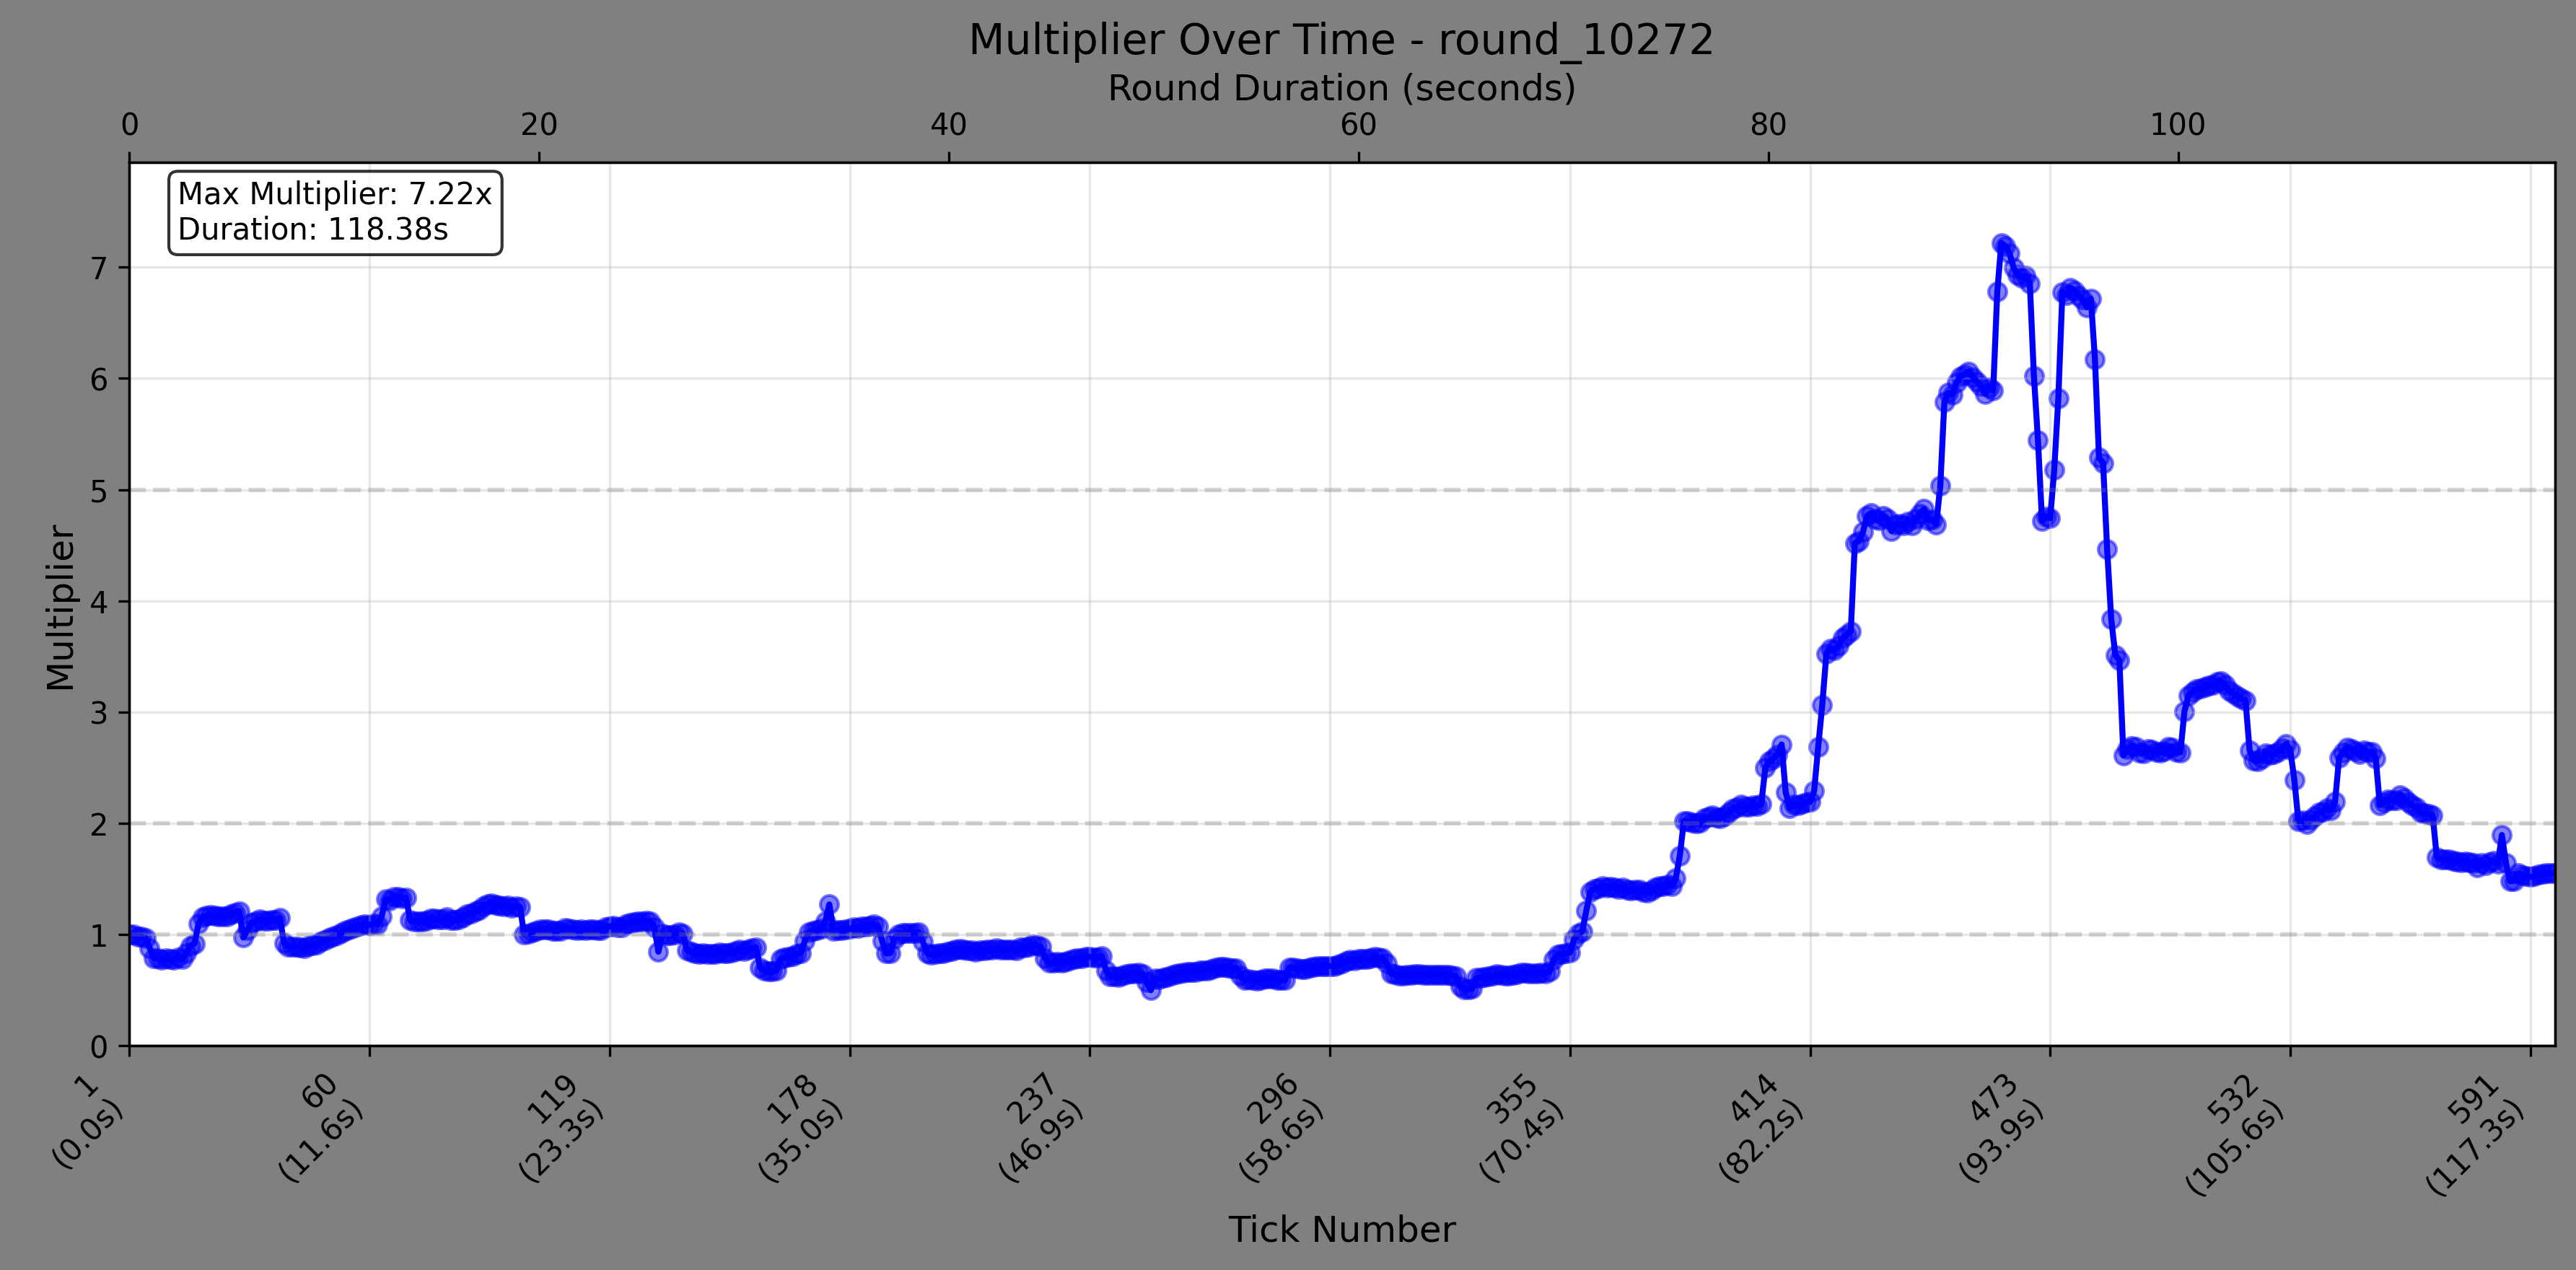 Multiplier Over Time - round_10272
Round Duration (seconds)
0 20 40 60 80 100
Max Multiplier: 7.22x
Duration: 118.38s
7
6
5
4
3
2
1
0
Multiplier
1
(0.0s)
60
(11.6s)
119
(23.3s)
178
(35.0s)
237
(46.9s)
296
(58.6s)
355
(70.4s)
414
(82.2s)
473
(93.9s)
532
(105.6s)
591
(117.3s)
Tick Number